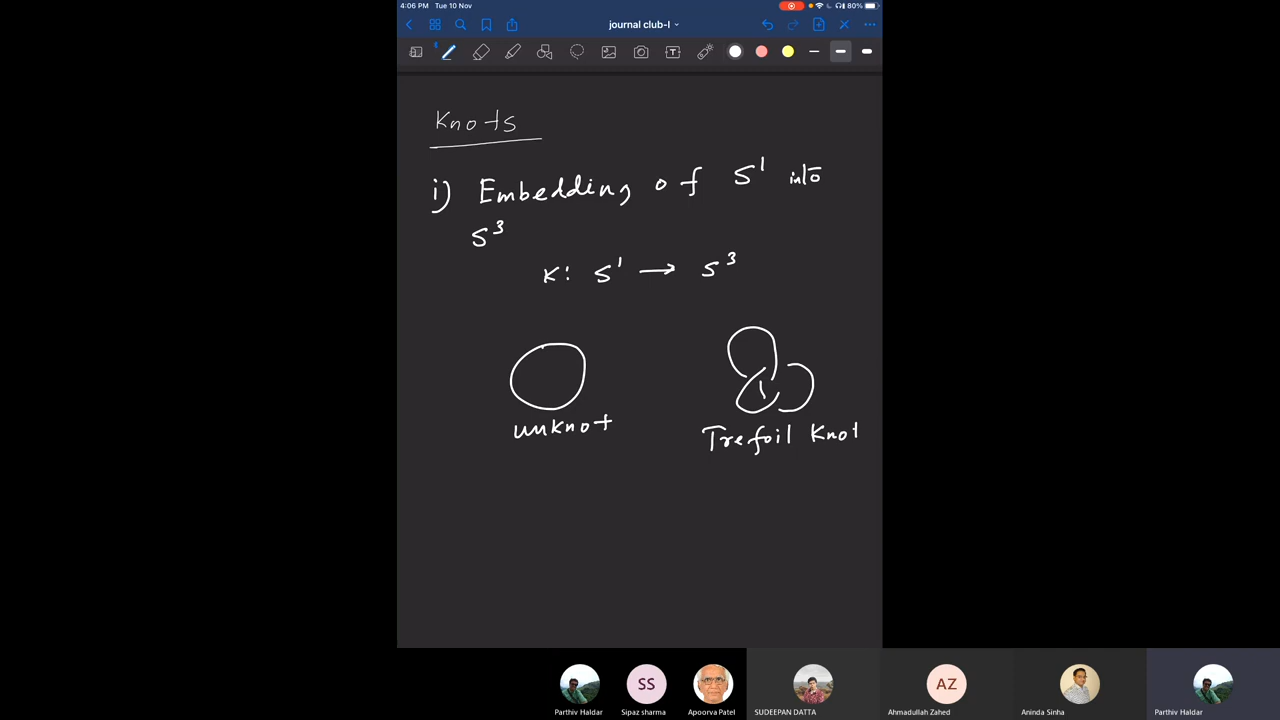 4:06 PM Tue 10 Nov
80%
journal club-I
Knots
i) Embedding of S¹ into
S³
K: S¹ → S³
unknot
Trefoil Knot
SS
AZ
Parthiv Haldar
Sipaz sharma
Apoorva Patel
SUDEEPAN DATTA
Ahmadullah Zahed
Aninda Sinha
Parthiv Haldar